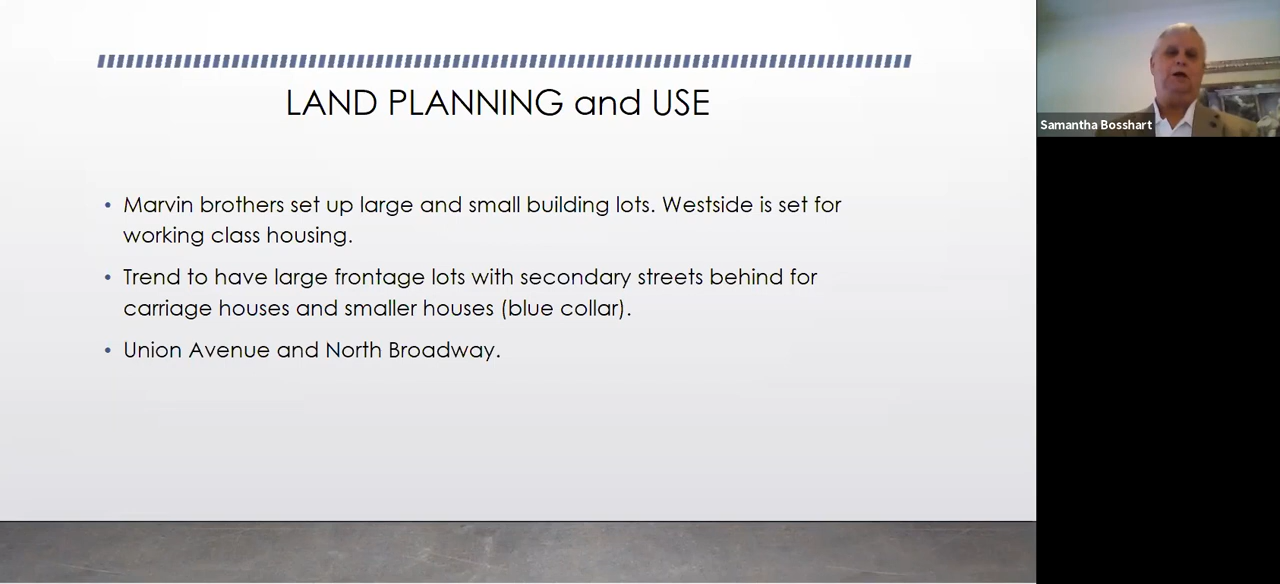 LAND PLANNING and USE
• Marvin brothers set up large and small building lots. Westside is set for
working class housing.
• Trend to have large frontage lots with secondary streets behind for
carriage houses and smaller houses (blue collar).
• Union Avenue and North Broadway.
Samantha Bosshart